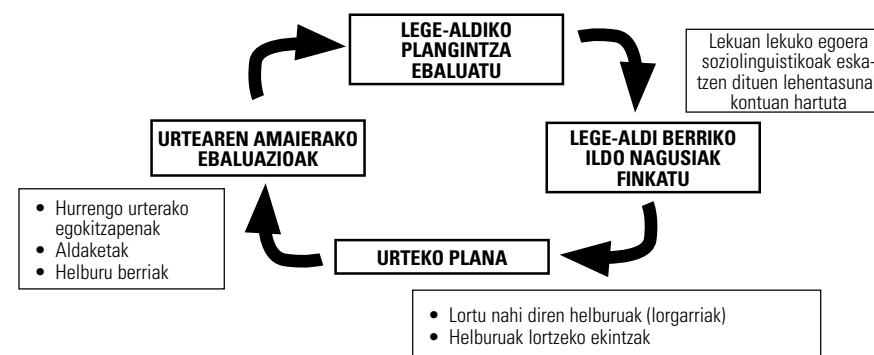 LEGE-ALDIKO
PLANGINTZA
EBALUATU
Lekuan lekuko egoera
soziolinguistikoak eska-
tzen dituen
kontuan hartuta
URTEAREN AMAIERAKO
EBALUAZIOAK
LEGE-ALDI BERRIKO
ILDO NAGUSIAK
FINKATU
• Hurrengo urterako
egokitzapenak
• Aldaketak
• Helburu berriak
URTEKO PLANA
• Lortu nahi diren helburuak (lorgarriak)
• Helburuak lortzeko ekintzak